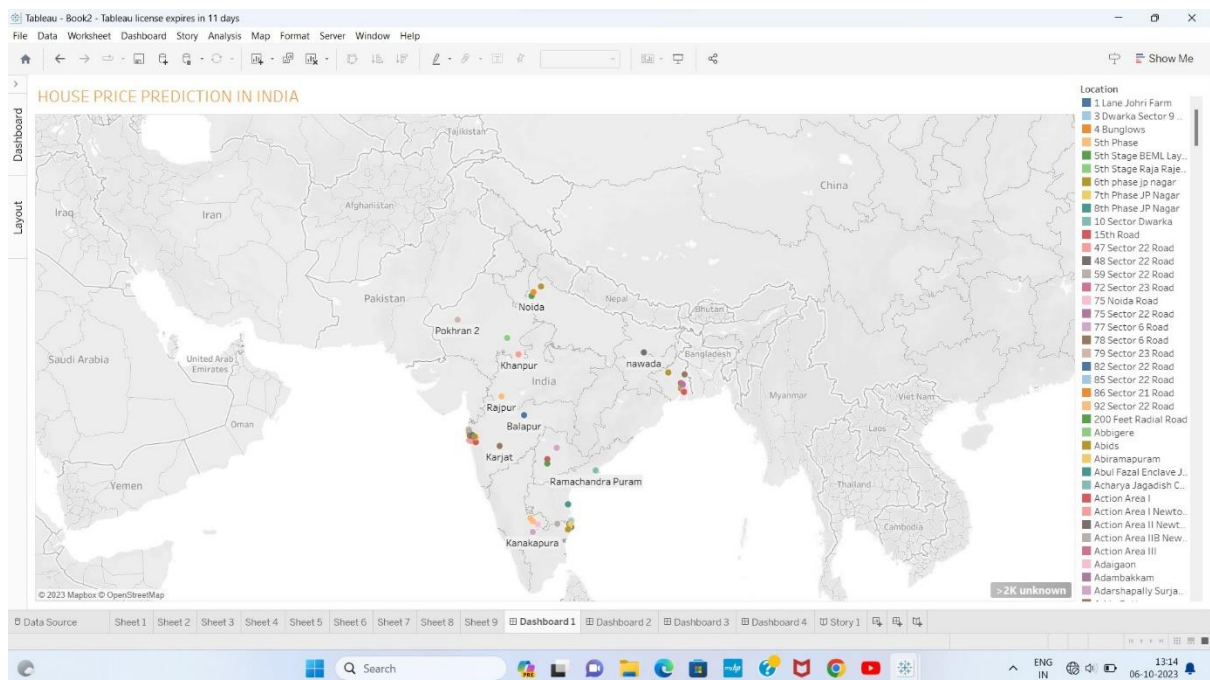 Tableau - Book2 - Tableau license expires in 11 days
File Data Worksheet Dashboard Story Analysis Map Format Server Window Help
Show Me
Dashboard
Layout
HOUSE PRICE PREDICTION IN INDIA
Tajikistan
China
Afghanistan
Iraq
Iran
Pakistan
Noida
Nepal
Bhutan
Pokhran 2
Saudi Arabia
United Arab
Emirates
Khanpur
nawada
Bangladesh
India
Myanmar
Viet Nam
Rajpur
Oman
Balapur
Laos
Karjat
Ramachandra Puram
Yemen
Thailand
Cambodia
Kanakapura
© 2023 Mapbox © OpenStreetMap
>2K unknown
Location
1 Lane Johri Farm
3 Dwarka Sector 9 ..
4 Bunglows
5th Phase
5th Stage BEML Lay..
5th Stage Raja Raje..
6th phase jp nagar
7th Phase JP Nagar
8th Phase JP Nagar
10 Sector Dwarka
15th Road
47 Sector 22 Road
48 Sector 22 Road
59 Sector 22 Road
72 Sector 23 Road
75 Noida Road
75 Sector 22 Road
77 Sector 6 Road
78 Sector 6 Road
79 Sector 23 Road
82 Sector 22 Road
85 Sector 22 Road
86 Sector 21 Road
92 Sector 22 Road
200 Feet Radial Road
Abbigere
Abids
Abiramapuram
Abul Fazal Enclave J..
Acharya Jagadish C..
Action Area I
Action Area I Newto..
Action Area II Newt..
Action Area IIB New..
Action Area III
Adaigaon
Adambakkam
Adarshapally Surja..
Data Source Sheet 1 Sheet 2 Sheet 3 Sheet 4 Sheet 5 Sheet 6 Sheet 7 Sheet 8 Sheet 9 Dashboard 1 Dashboard 2 Dashboard 3 Dashboard 4 Story 1
Search
PRE
ENG
IN
13:14
06-10-2023